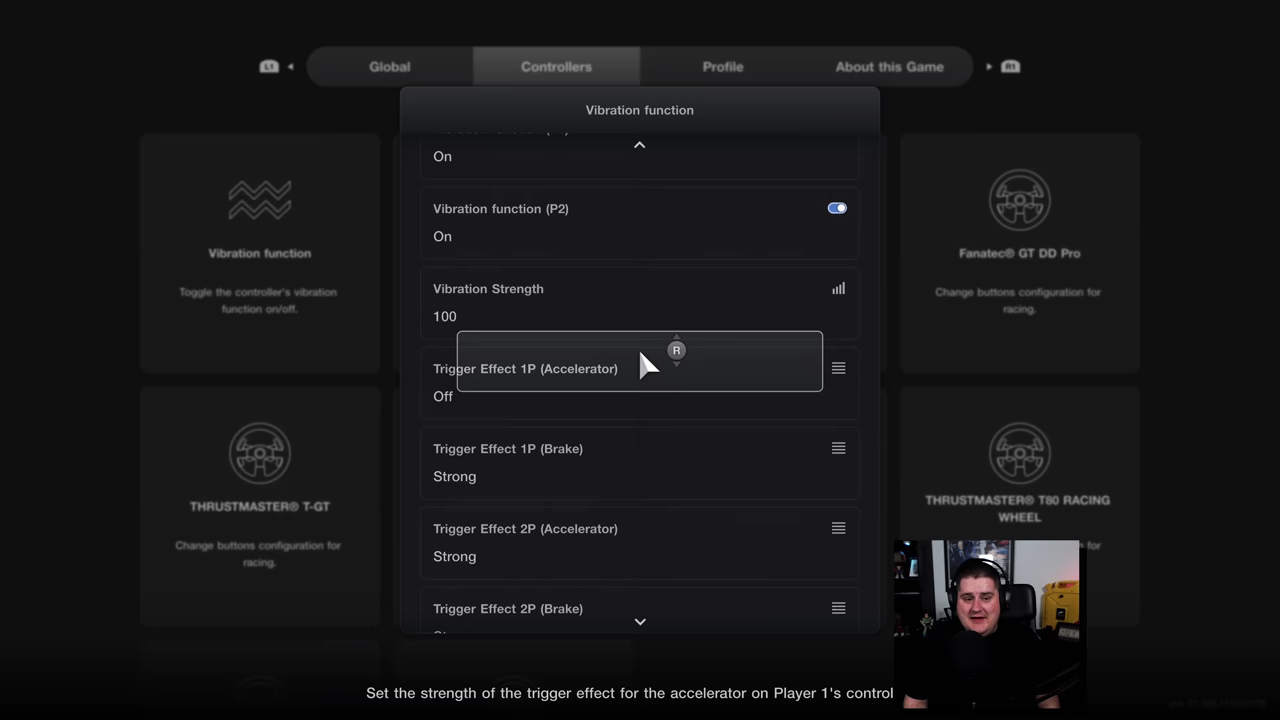 L1
Global
Controllers
Profile
About this Game
R1
Vibration function
On
Vibration function (P2)
On
Vibration Strength
100
R
Trigger Effect 1P (Accelerator)
Off
Trigger Effect 1P (Brake)
Strong
Trigger Effect 2P (Accelerator)
Strong
Trigger Effect 2P (Brake)
Vibration function
Toggle the controller's vibration
function on/off.
Fanatec® GT DD Pro
Change buttons configuration for
racing.
THRUSTMASTER® T-GT
Change buttons configuration for
racing.
THRUSTMASTER® T80 RACING
WHEEL
for
Set the strength of the trigger effect for the accelerator on Player 1's control